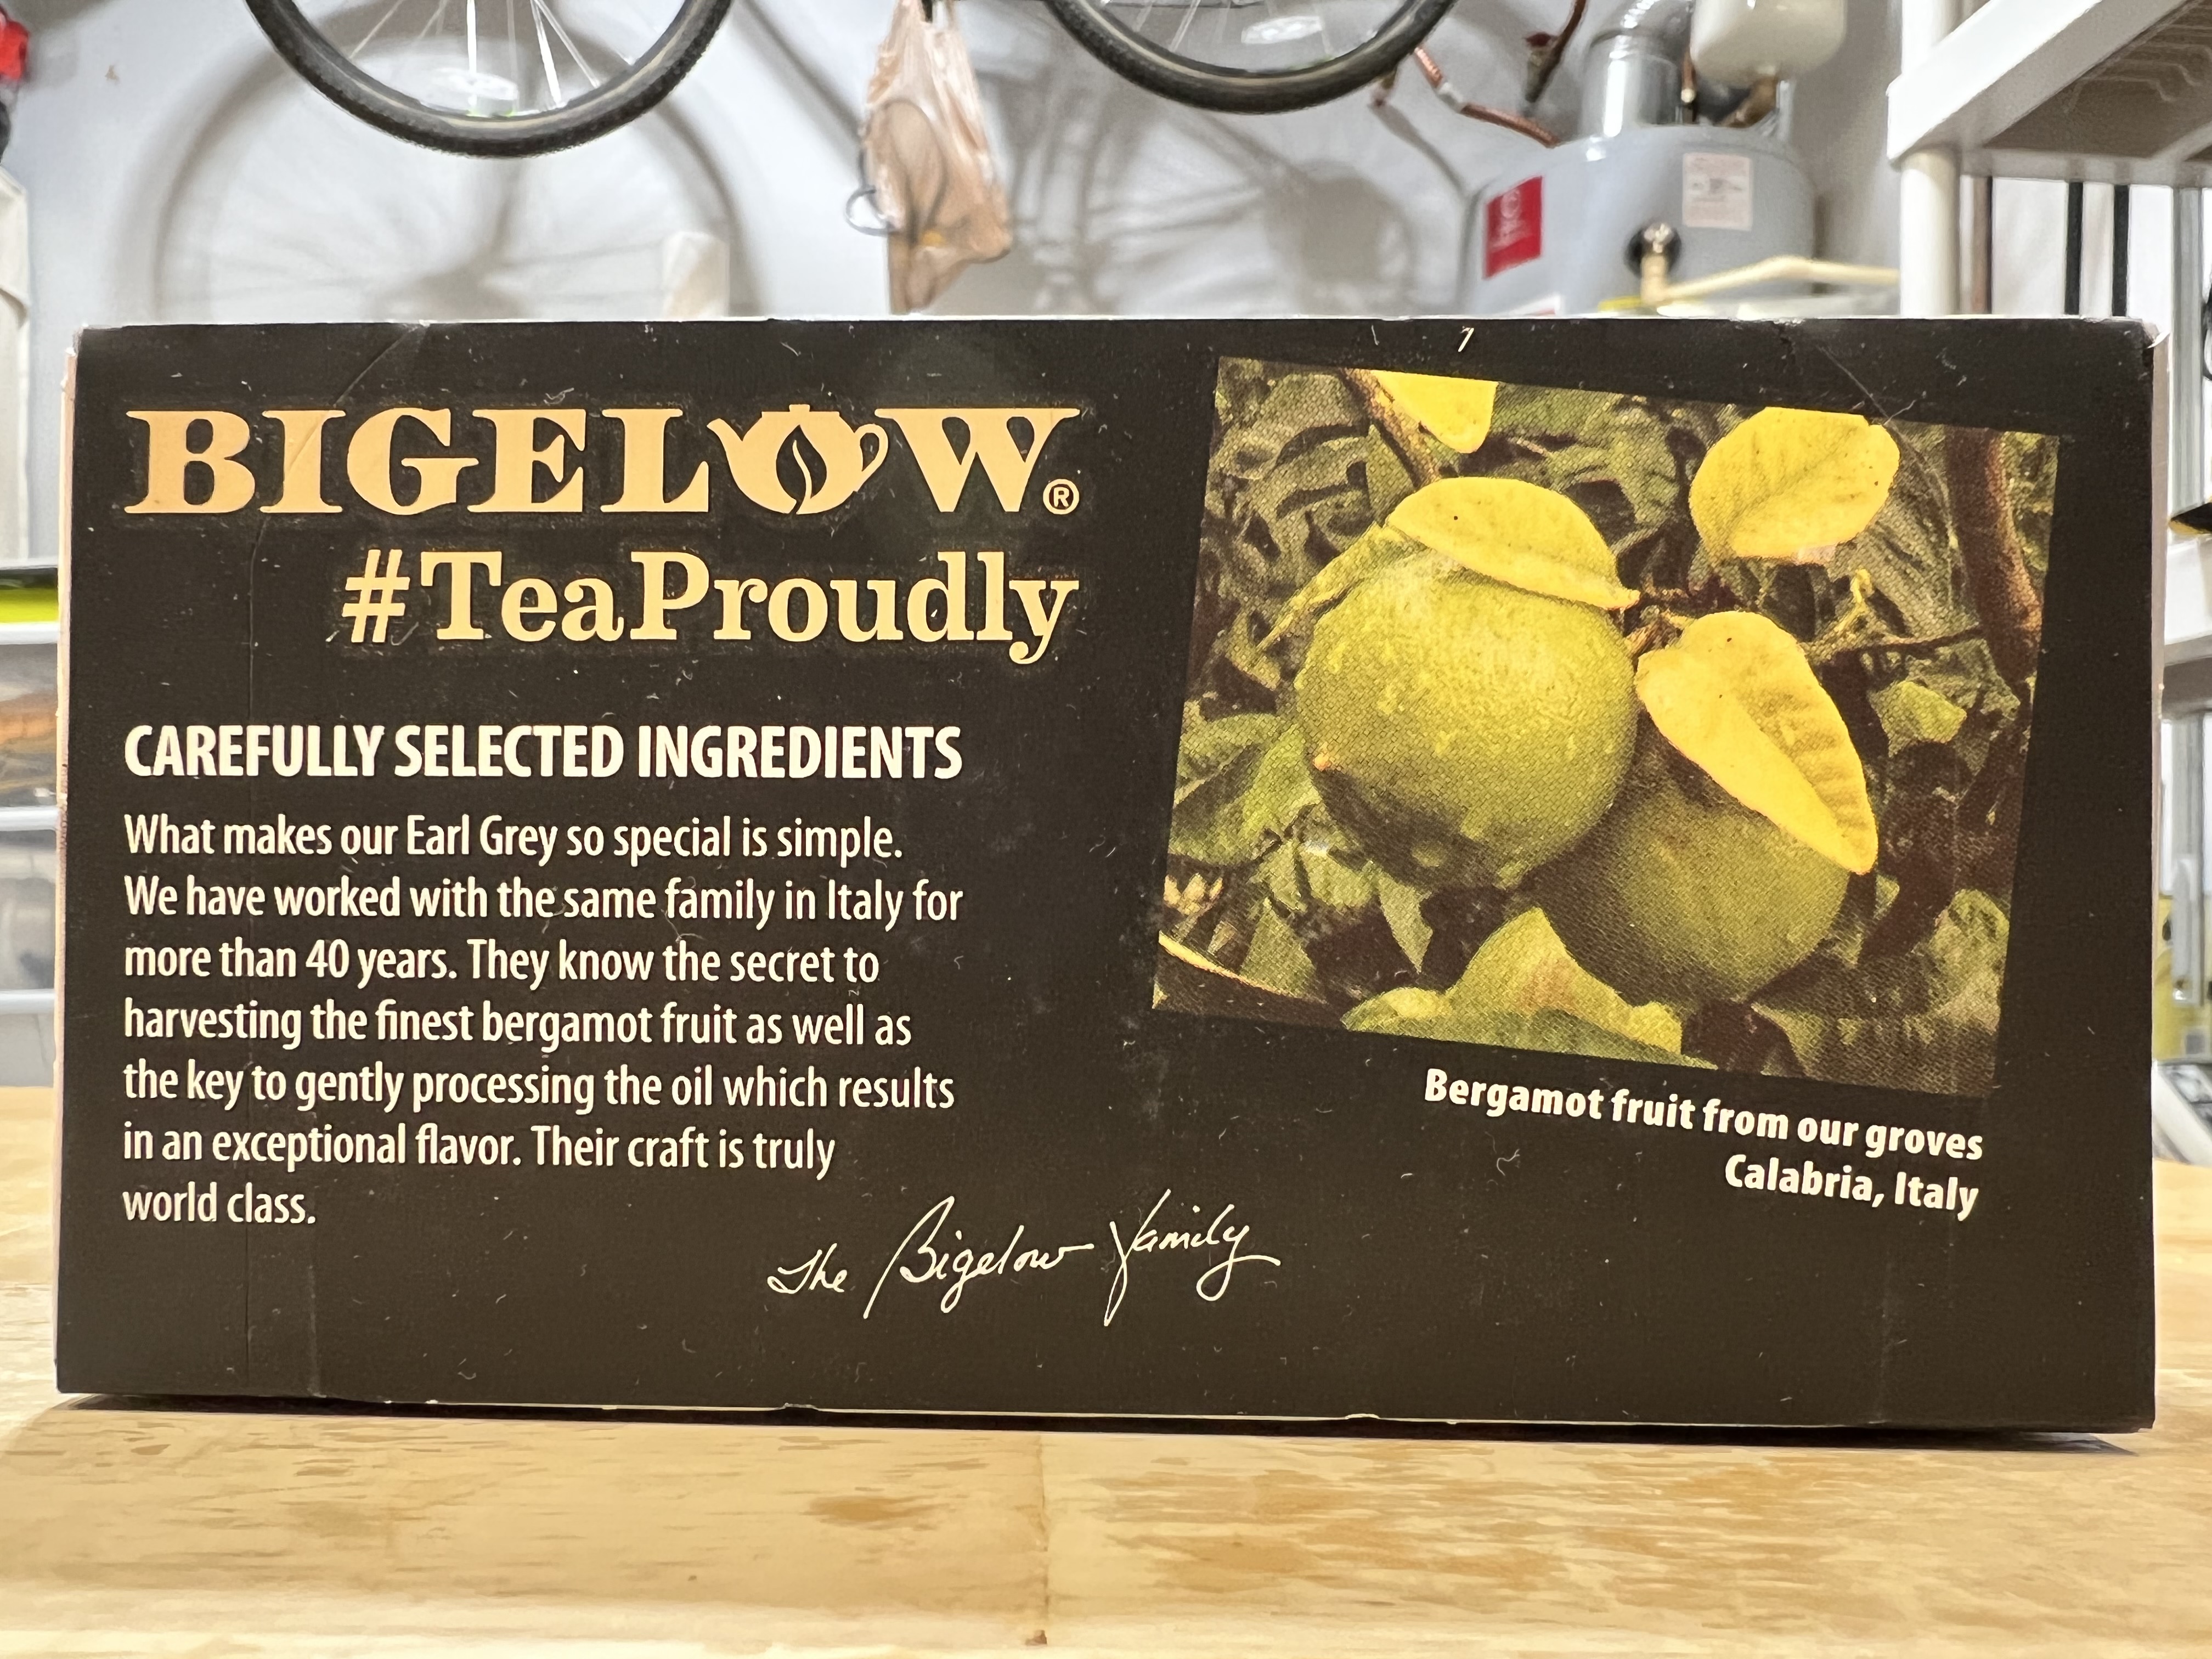 BIGELOW®
#TeaProudly
CAREFULLY SELECTED INGREDIENTS
What makes our Earl Grey so special is simple.
We have worked with the same family in Italy for
more than 40 years. They know the secret to
harvesting the finest bergamot fruit as well as
the key to gently processing the oil which results
in an exceptional flavor. Their craft is truly
world class.
The Bigelow Family
Bergamot fruit from our groves
Calabria, Italy